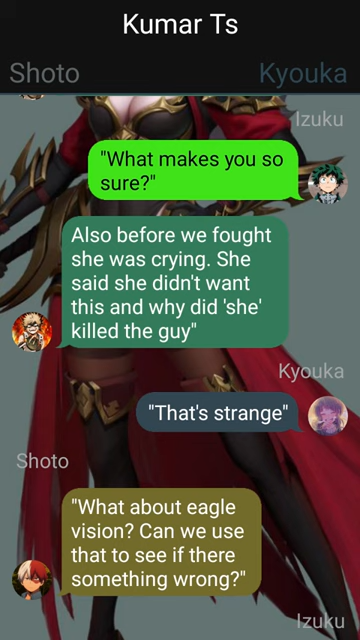 Kumar Ts
Shoto Kyouka
Izuku
"What makes you so
sure?"
Also before we fought
she was crying. She
said she didn't want
this and why did 'she'
killed the guy"
Kyouka
"That's strange"
Shoto
"What about eagle
vision? Can we use
that to see if there
something wrong?"
Izuku